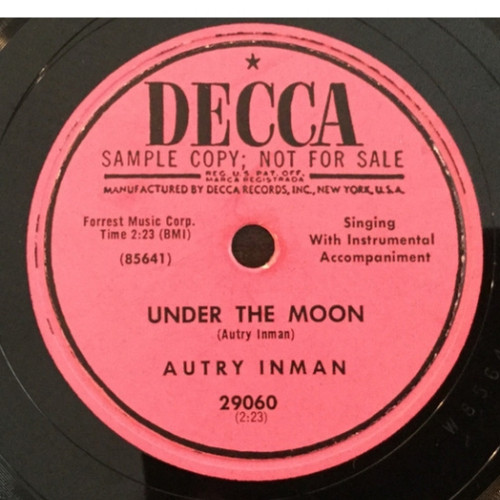 DECCA
SAMPLE COPY; NOT FOR SALE
REG. U.S. PAT. OFF.
MARCA REGISTRADA
MANUFACTURED BY DECCA RECORDS, INC., NEW YORK, U.S.A.
Forrest Music Corp.
Time 2:23 (BMI)
(85641)
Singing
With Instrumental
Accompaniment
UNDER THE MOON
(Autry Inman)
AUTRY INMAN
29060
(2:23)